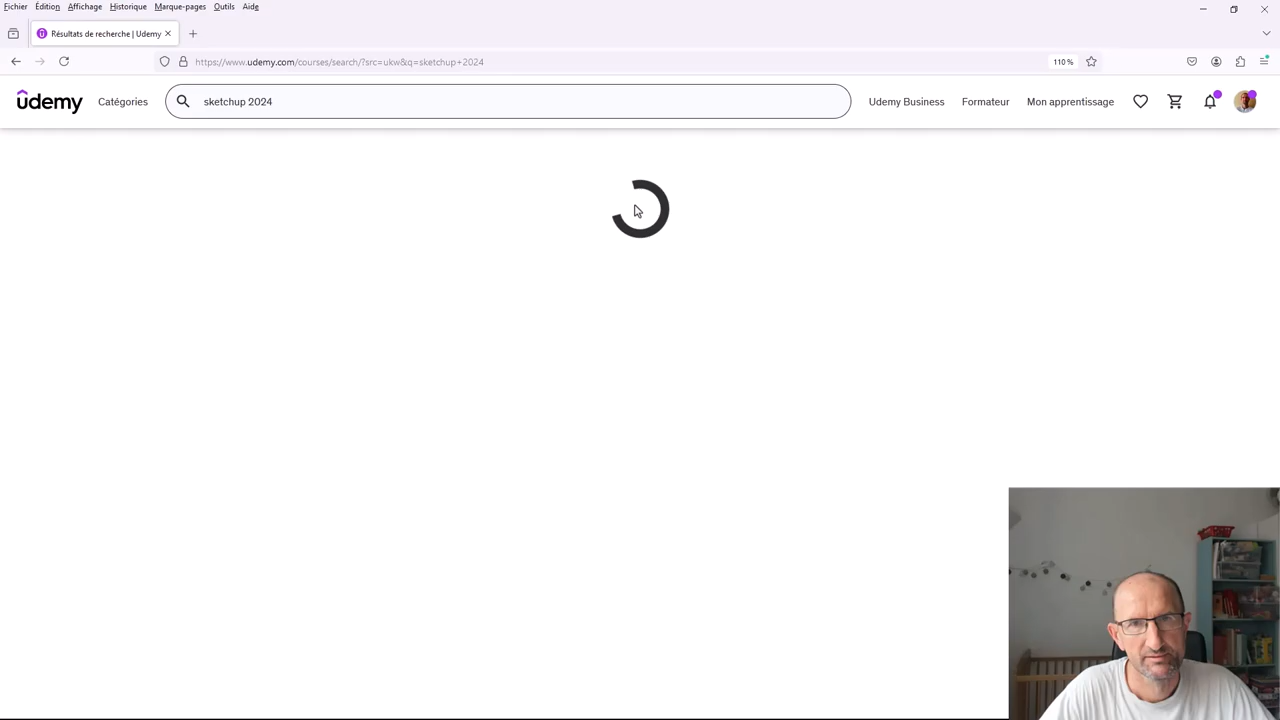 Fichier Édition Affichage Historique Marque-pages Outils Aide
Résultats de recherche | Udemy
https://www.udemy.com/courses/search/?src=ukw&q=sketchup+2024
110 %
udemy Catégories sketchup 2024 Udemy Business Formateur Mon apprentissage